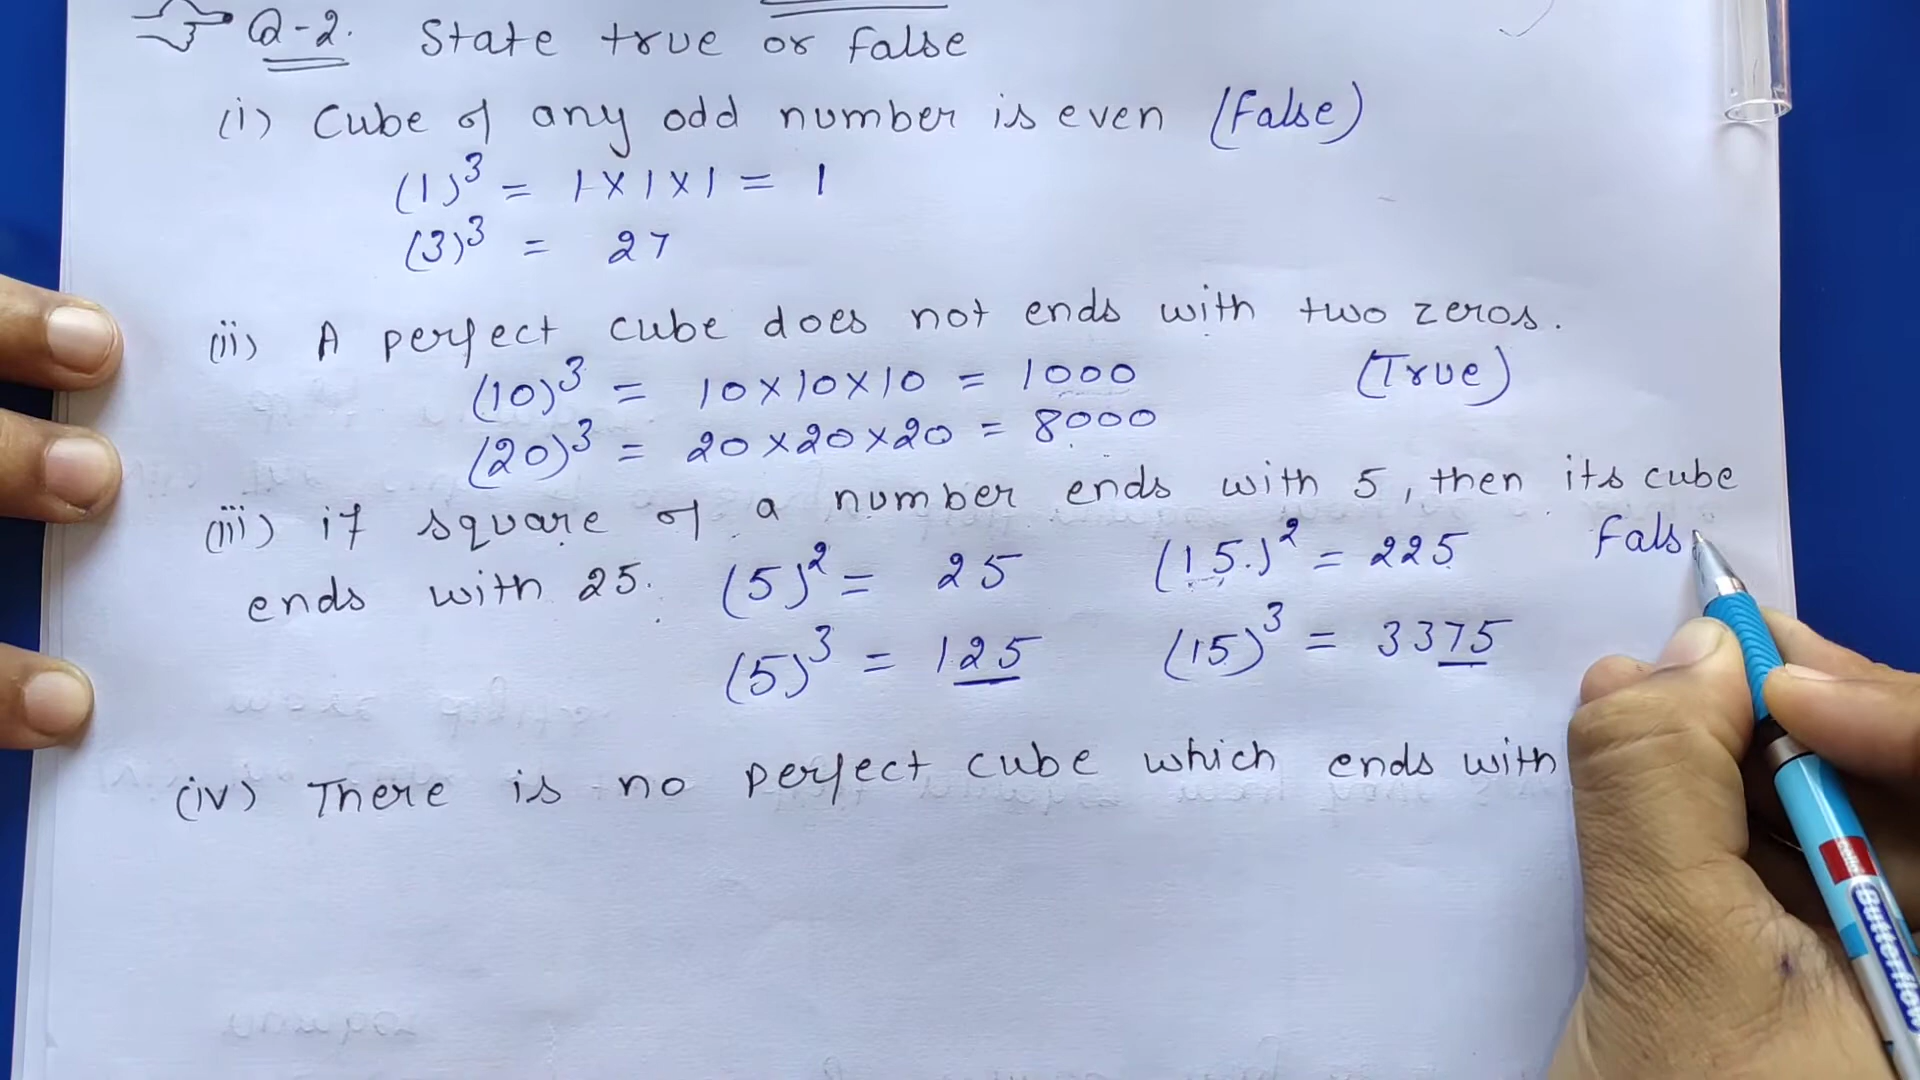 Q-2. State true or false
(i) Cube of any odd number is even (False)
(1)³ = 1×1×1 = 1
(3)³ = 27
(ii) A perfect cube does not ends with two zeros.
(True)
(10)³ = 10×10×10 = 1000
(20)³ = 20×20×20 = 8000
(iii) if square of a number ends with 5, then its cube
ends with 25. (5)² = 25 (15.)² = 225 Fals
(5)³ = 125 (15)³ = 3375
(iv) There is no perfect cube which ends with
Butterflow